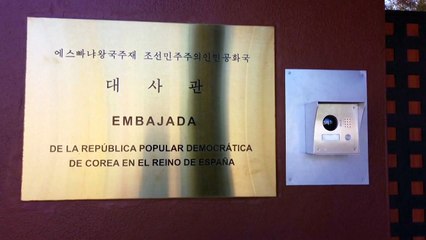 에스빠냐왕국주재 조선민주주의인민공화국
대 사 관
EMBAJADA
DE LA REPÚBLICA POPULAR DEMOCRÁTICA
DE COREA EN EL REINO DE ESPAÑA